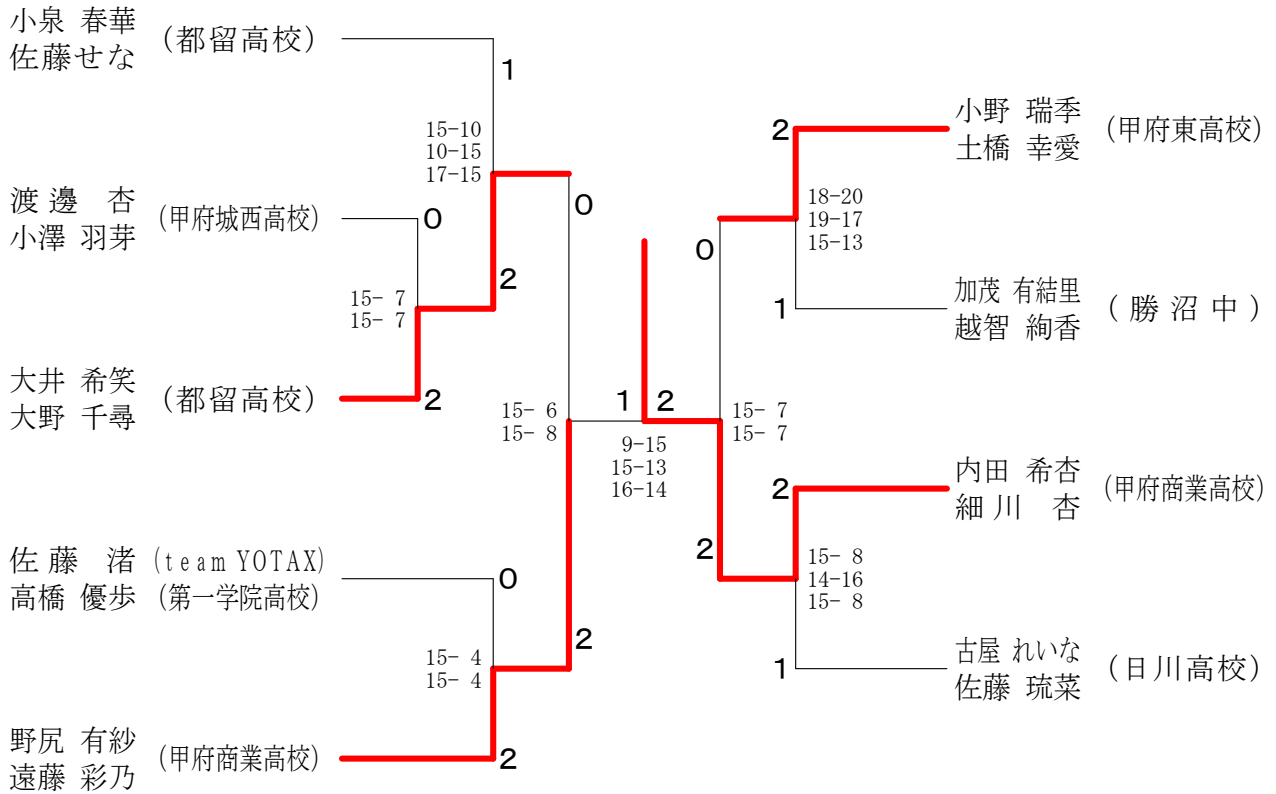 小泉 春華
佐藤せな
(都留高校)
1
15-10
10-15
17-15
渡邊 杏
小澤 羽芽
(甲府城西高校)
0
0
2
15- 7
15- 7
大井 希笑
大野 千尋
(都留高校)
2
15- 6
15- 8
佐藤 渚 (team YOTAX)
高橋 優歩 (第一学院高校)
0
2
15- 4
15- 4
野尻 有紗
遠藤 彩乃
(甲府商業高校)
2
1 2
9-15
15-13
16-14
2
小野 瑞季
土橋 幸愛
(甲府東高校)
18-20
19-17
15-13
0
1
加茂 有結里
越智 絢香
(勝沼中)
15- 7
15- 7
2
内田 希杏
細川 杏
(甲府商業高校)
2
15- 8
14-16
15- 8
1
古屋 れいな
佐藤 琉菜
(日川高校)